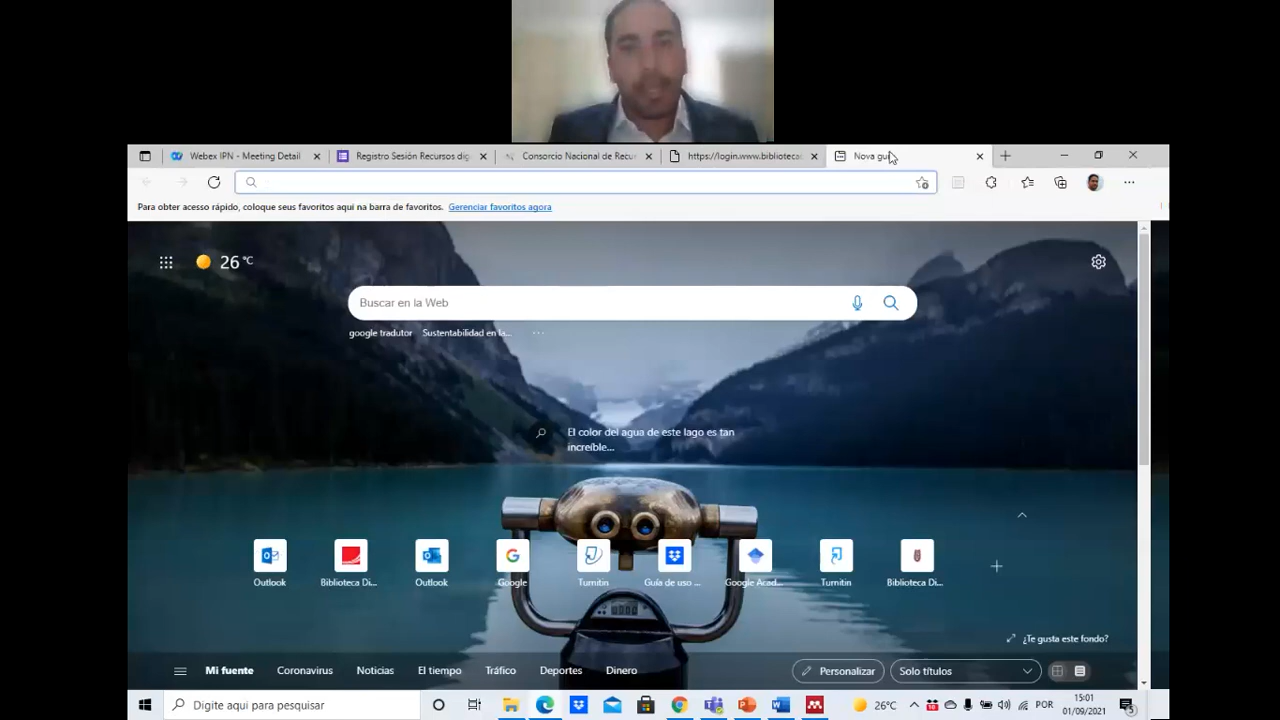 Webex IPN - Meeting Detail
Registro Sesión Recursos dig
Consorcio Nacional de Recu
https://login.www.biblioteca
Nova gu
Para obter acesso rápido, coloque seus favoritos aqui na barra de favoritos. Gerenciar favoritos agora
26 °C
Buscar en la Web
google tradutor Sustentabilidad en la...
El color del agua de este lago es tan
increíble...
Outlook
Biblioteca Di...
Outlook
Google
Turnitin
Guía de uso ...
Google Acad...
Turnitin
Biblioteca Di...
¿Te gusta este fondo?
Mi fuente Coronavirus Noticias El tiempo Tráfico Deportes Dinero
Personalizar
Solo títulos
Digite aqui para pesquisar
26°C
POR
15:01
01/09/2021